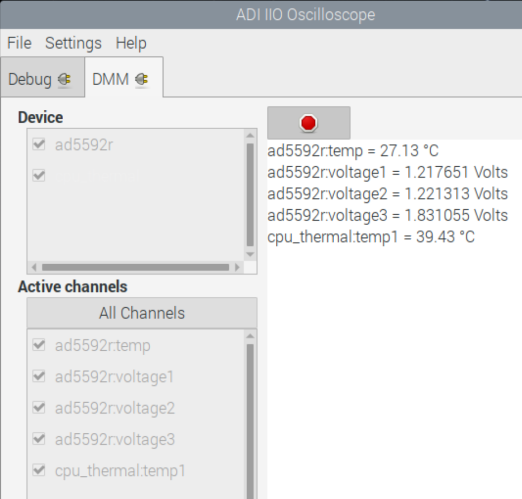 ADI IIO Oscilloscope
File Settings Help
Debug DMM
Device
ad5592r
Active channels
All Channels
ad5592r:temp
ad5592r:voltage1
ad5592r:voltage2
ad5592r:voltage3
cpu_thermal:temp1
ad5592r:temp = 27.13 °C
ad5592r:voltage1 = 1.217651 Volts
ad5592r:voltage2 = 1.221313 Volts
ad5592r:voltage3 = 1.831055 Volts
cpu_thermal:temp1 = 39.43 °C